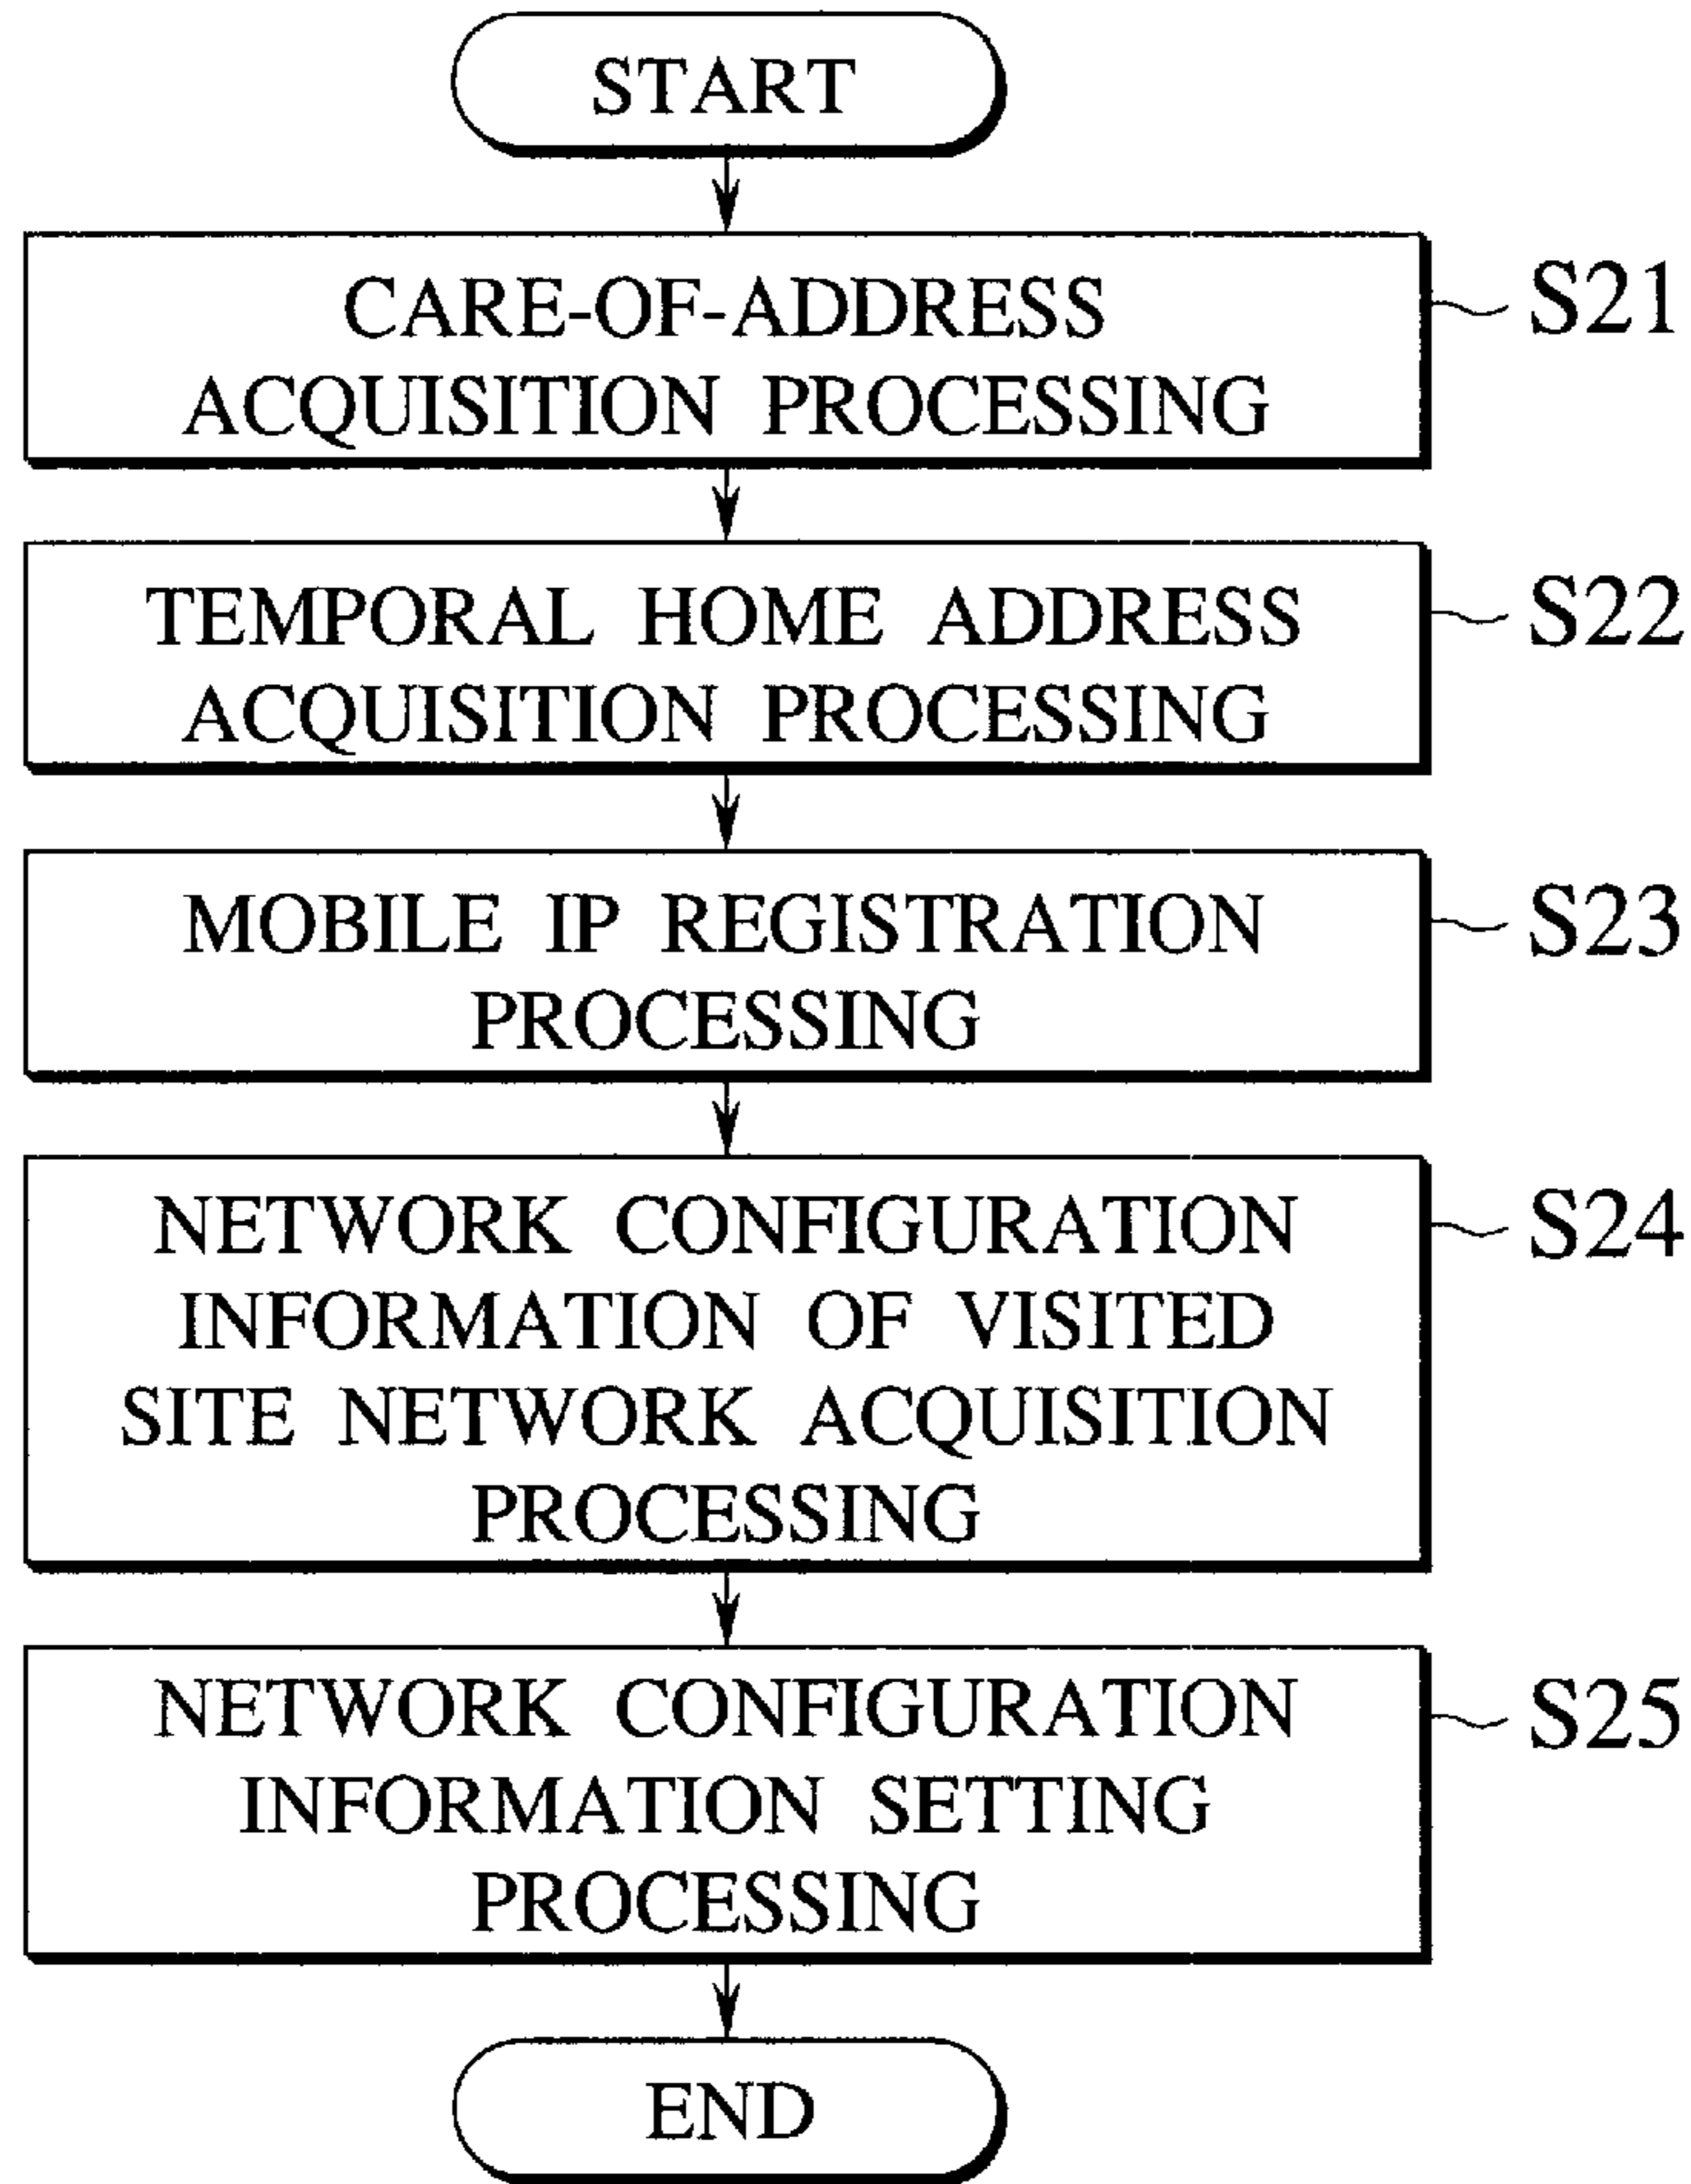 START
CARE-OF-ADDRESS
ACQUISITION PROCESSING
S21
TEMPORAL HOME ADDRESS
ACQUISITION PROCESSING
S22
MOBILE IP REGISTRATION
PROCESSING
S23
NETWORK CONFIGURATION
INFORMATION OF VISITED
SITE NETWORK ACQUISITION
PROCESSING
S24
NETWORK CONFIGURATION
INFORMATION SETTING
PROCESSING
S25
END